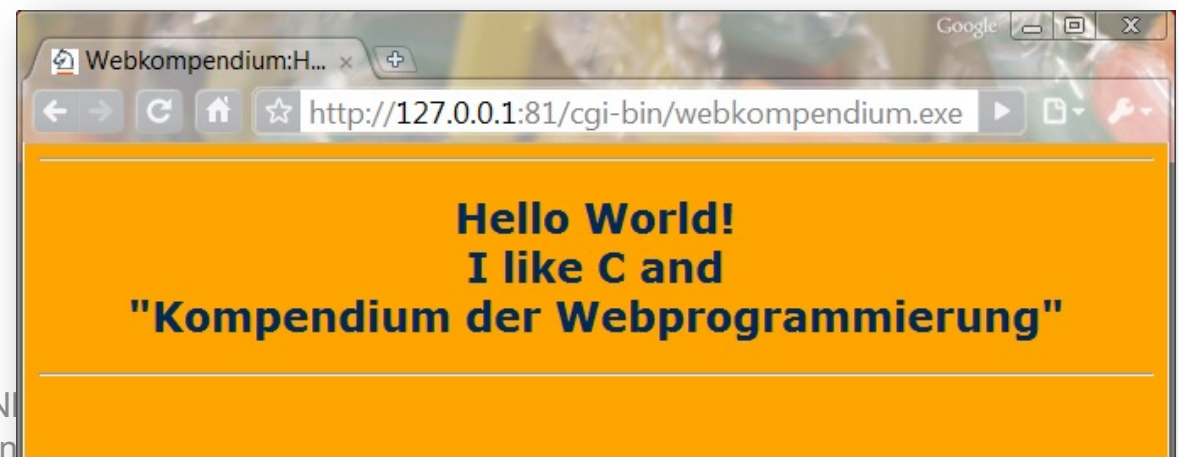 Google
Webkompendium:H...
http://127.0.0.1:81/cgi-bin/webkompendium.exe
Hello World!
I like C and
"Kompendium der Webprogrammierung"